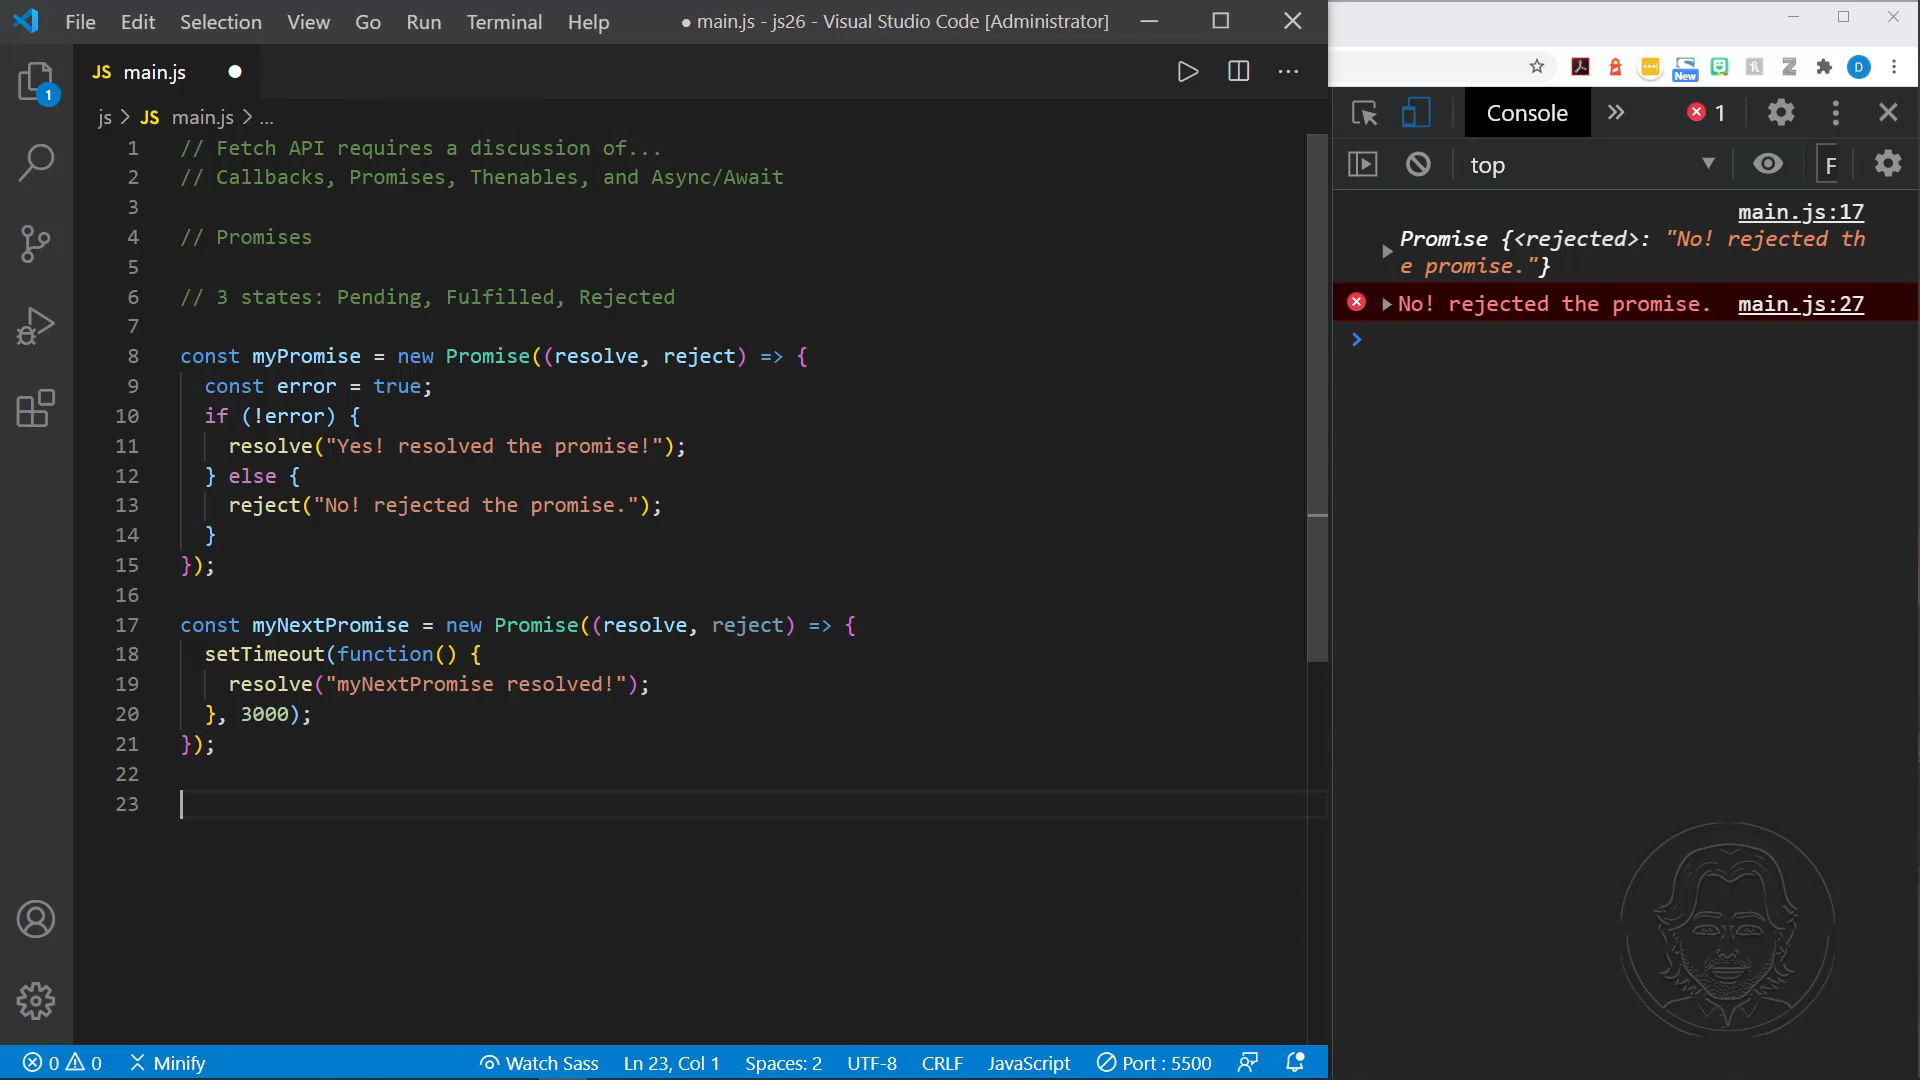 File Edit Selection View Go Run Terminal Help ● main.js - js26 - Visual Studio Code [Administrator]
JS main.js
js > JS main.js > ...
1 // Fetch API requires a discussion of...
2 // Callbacks, Promises, Thenables, and Async/Await
3
4 // Promises
5
6 // 3 states: Pending, Fulfilled, Rejected
7
8 const myPromise = new Promise((resolve, reject) => {
9 const error = true;
10 if (!error) {
11 resolve("Yes! resolved the promise!");
12 } else {
13 reject("No! rejected the promise.");
14 }
15 });
16
17 const myNextPromise = new Promise((resolve, reject) => {
18 setTimeout(function() {
19 resolve("myNextPromise resolved!");
20 }, 3000);
21 });
22
23
1
0 0 Minify Watch Sass Ln 23, Col 1 Spaces: 2 UTF-8 CRLF JavaScript Port : 5500
New D
Console 1
top F
main.js:17
Promise {<rejected>: "No! rejected th
e promise."}
No! rejected the promise. main.js:27